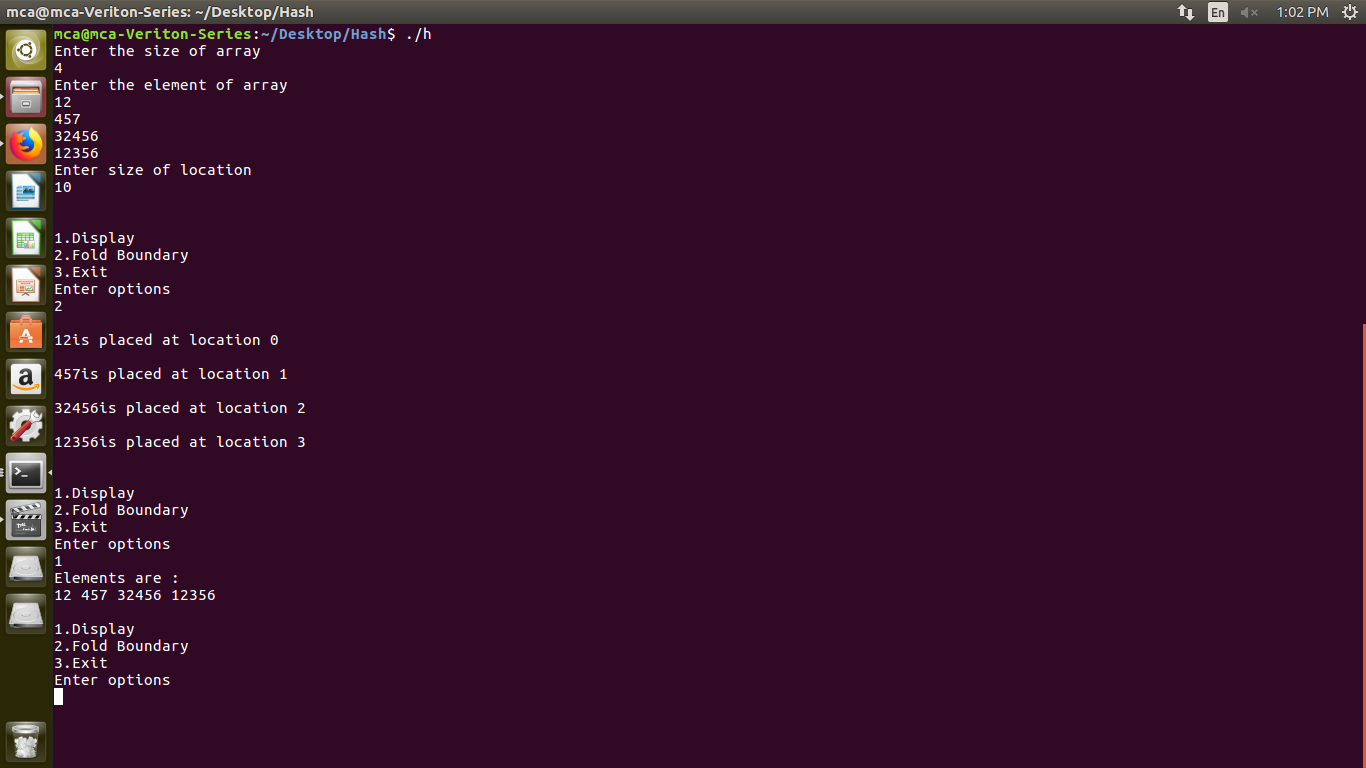 mca@mca-Veriton-Series: ~/Desktop/Hash
En
1:02 PM
mca@mca-Veriton-Series:~/Desktop/Hash$ ./h
Enter the size of array
4
Enter the element of array
12
457
32456
12356
Enter size of location
10
1.Display
2.Fold Boundary
3.Exit
Enter options
2
12is placed at location 0
457is placed at location 1
32456is placed at location 2
12356is placed at location 3
1.Display
2.Fold Boundary
3.Exit
Enter options
1
Elements are :
12 457 32456 12356
1.Display
2.Fold Boundary
3.Exit
Enter options